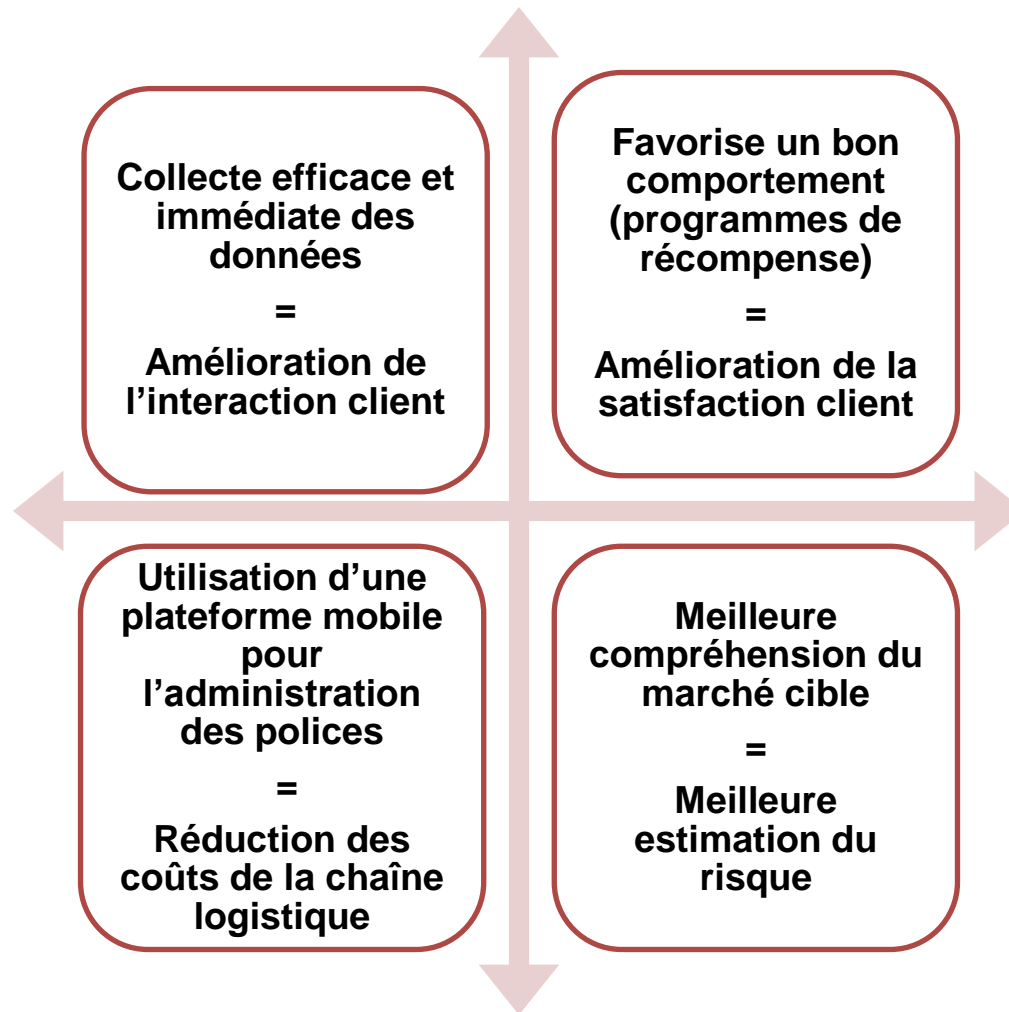 Collecte efficace et
immédiate des
données
=
Amélioration de
l’interaction client
Favorise un bon
comportement
(programmes de
récompense)
=
Amélioration de la
satisfaction client
Utilisation d’une
plateforme mobile
pour
l’administration
des polices
=
Réduction des
coûts de la chaîne
logistique
Meilleure
compréhension du
marché cible
=
Meilleure
estimation du
risque